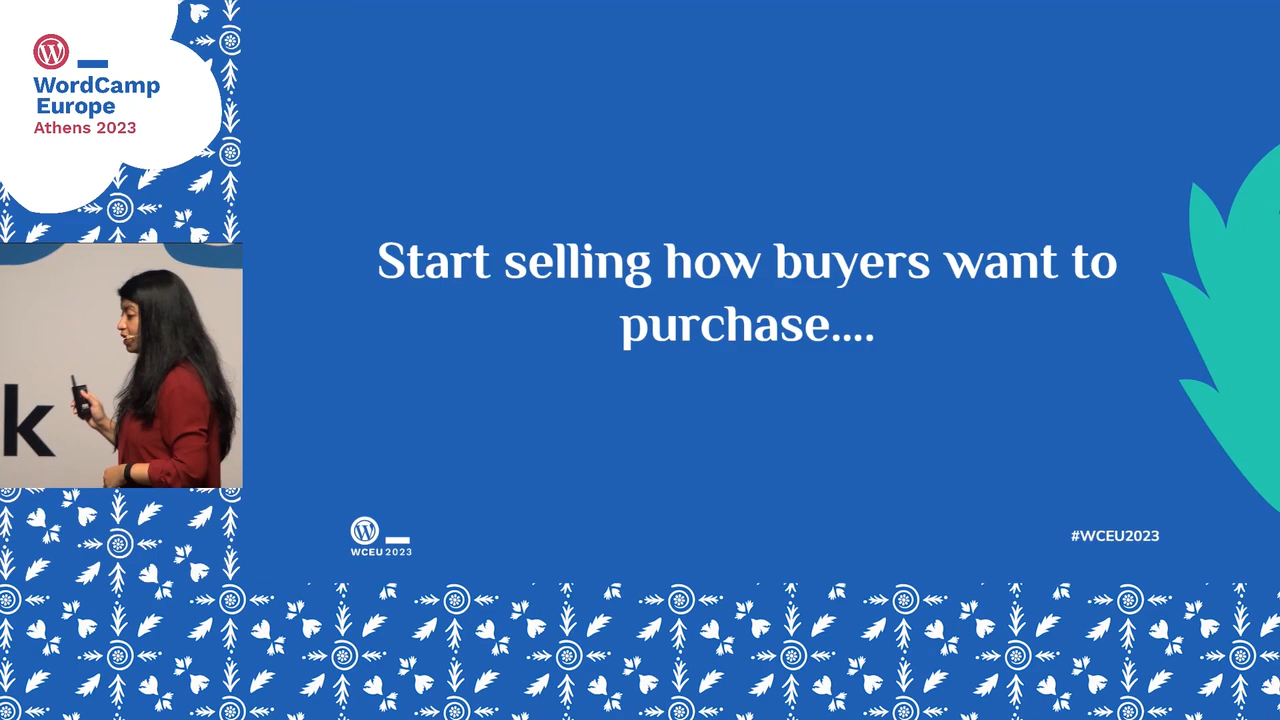 WordCamp
Europe
Athens 2023
k
Start selling how buyers want to
purchase....
WCEU 2023
#WCEU2023